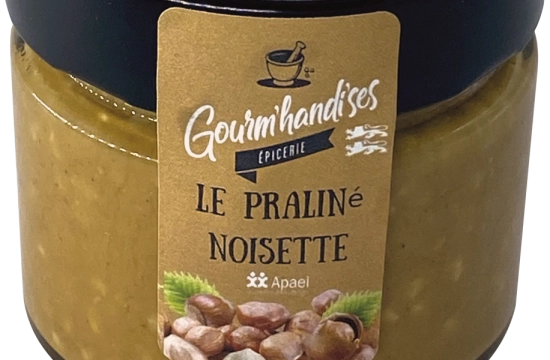 Gourm'handises
ÉPICERIE
LE PRALINé
NOISETTE
Apael